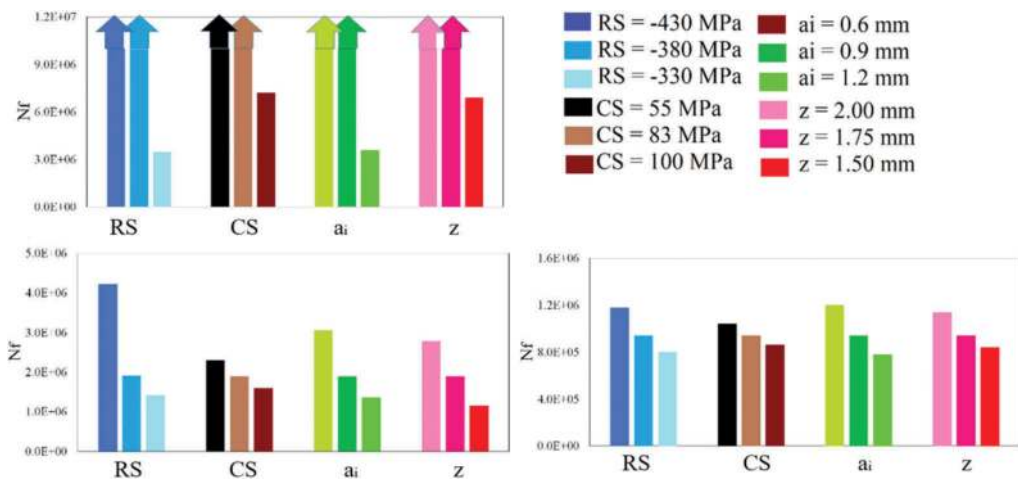 1.2E+07
9.0E+06
6.0E+06
3.0E+06
0.0E+00
Nf
RS CS ai z
RS = -430 MPa
RS = -380 MPa
RS = -330 MPa
CS = 55 MPa
CS = 83 MPa
CS = 100 MPa
ai = 0.6 mm
ai = 0.9 mm
ai = 1.2 mm
z = 2.00 mm
z = 1.75 mm
z = 1.50 mm
5.0E+06
4.0E+06
3.0E+06
2.0E+06
1.0E+06
0.0E+00
Nf
RS CS ai z
1.6E+06
1.2E+06
8.0E+05
4.0E+05
0.0E+00
Nf
RS CS ai z